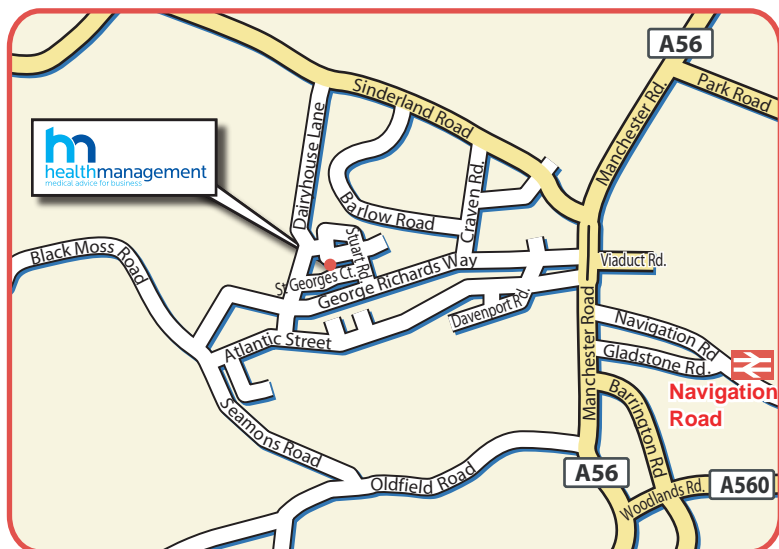 A56
Park Road
Manchester Rd.
Sinderland Road
hm
healthmanagement
medical advice for business
Dairyhouse Lane
Barlow Road
Craven Rd.
Stuart Rd.
Black Moss Road
St Georges Ct.
George Richards Way
Viaduct Rd.
Davenport Rd.
Atlantic Street
Manchester Road
Navigation Rd
Gladstone Rd.
Navigation
Road
Barrington Rd
Seamons Road
Oldfield Road
A56
Woodlands Rd.
A560